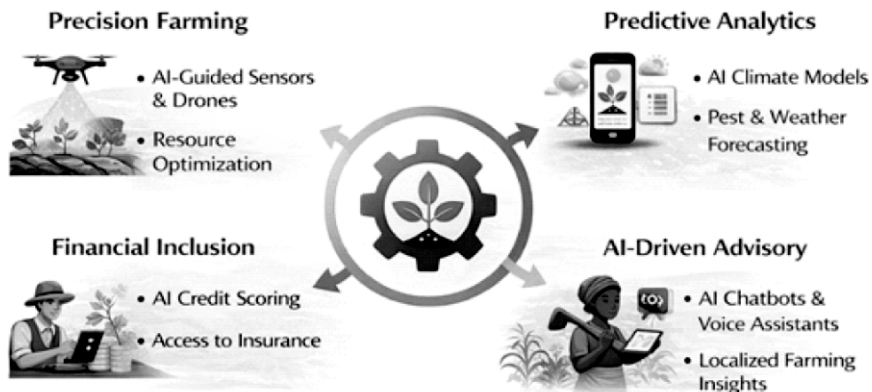 Precision Farming
• AI-Guided Sensors
& Drones
• Resource
Optimization
Predictive Analytics
• AI Climate Models
• Pest & Weather
Forecasting
Financial Inclusion
• AI Credit Scoring
• Access to Insurance
AI-Driven Advisory
• AI Chatbots &
Voice Assistants
• Localized Farming
Insights